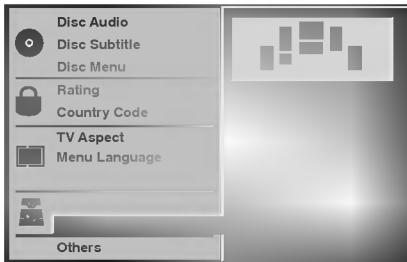 Disc Audio
Disc Subtitle
Disc Menu
Rating
Country Code
TV Aspect
Menu Language
Others